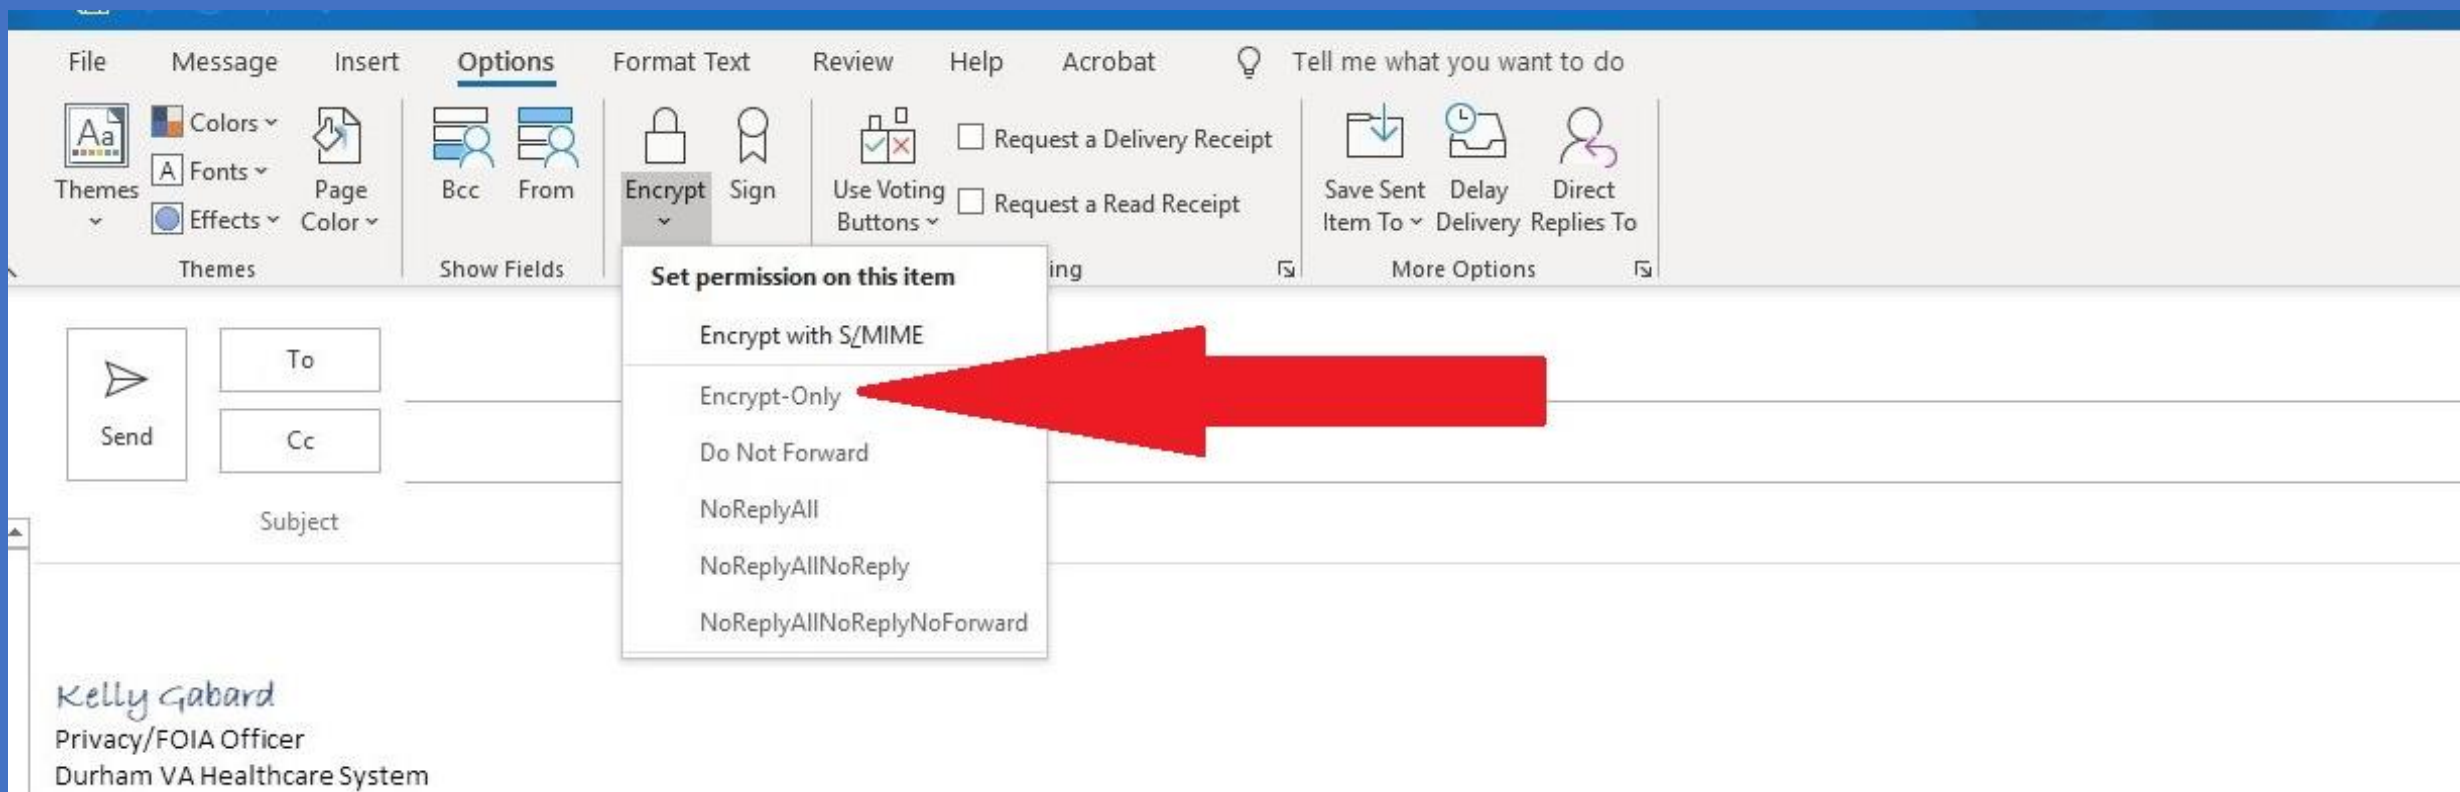 File Message Insert Options Format Text Review Help Acrobat Tell me what you want to do
Aa
Themes
Colors
A Fonts
Effects
Page
Color
Themes
Bcc
From
Show Fields
Encrypt
Sign
Use Voting
Buttons
Request a Delivery Receipt
Request a Read Receipt
ing
Save Sent
Item To
Delay
Delivery
Direct
Replies To
More Options
Set permission on this item
Encrypt with S/MIME
Encrypt-Only
Do Not Forward
NoReplyAll
NoReplyAllNoReply
NoReplyAllNoReplyNoForward
Send
To
Cc
Subject
Kelly Gabard
Privacy/FOIA Officer
Durham VA Healthcare System